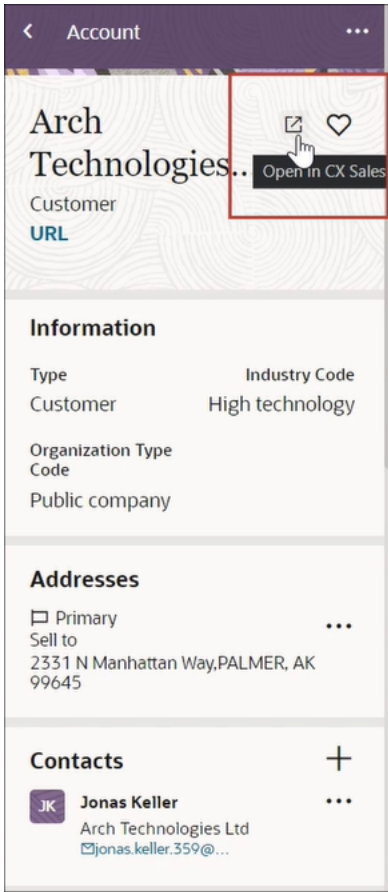 Account
Arch
Technologies..
Open in CX Sales
Customer
URL
Information
Type
Industry Code
Customer
High technology
Organization Type
Code
Public company
Addresses
Primary
Sell to
2331 N Manhattan Way,PALMER, AK
99645
Contacts
JK
Jonas Keller
Arch Technologies Ltd
jonas.keller.359@...